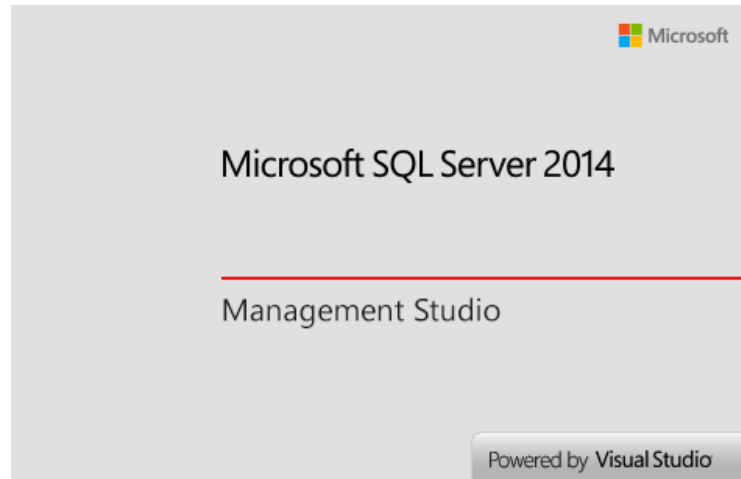 Microsoft
Microsoft SQL Server 2014
Management Studio
Powered by Visual Studio